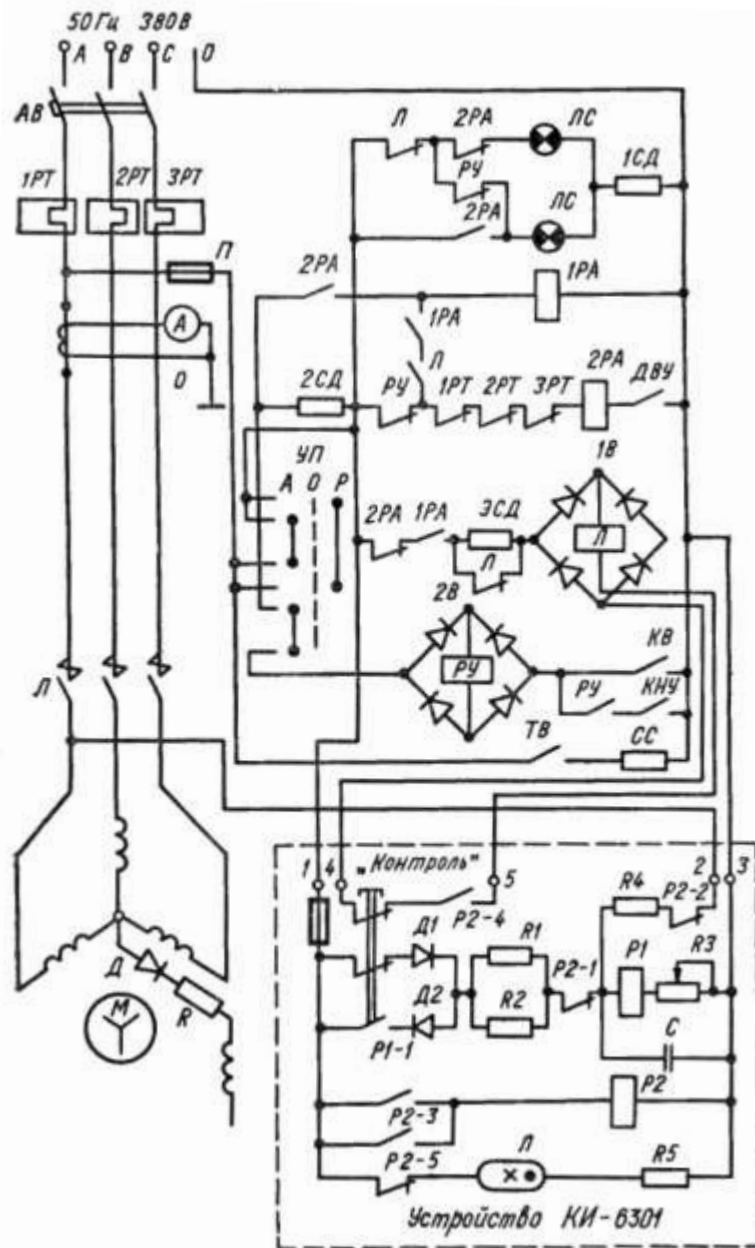 50Гц 380В
A B C O
АВ
Л 2РА ЛС
1СД
РУ
2РА ЛС
1РТ 2РТ 3РТ
П
2РА 1РА
А
1РА
Л
О
2СД РУ 1РТ 2РТ 3РТ 2РА ДВУ
УП
А О Р
1В
2РА 1РА 3СД
Л
Л
2В
РУ
КВ
РУ КНУ
Л
ТВ СС
1 4 „Контроль" 5 2 3
R4 Р2-2
Р2-4
Д1 R1
Р2-1 Р1 R3
Д2 R2
Р1-1
С
Д
R
М
Р2
Р2-3
Р2-5 Л R5
Устройство КИ-6301